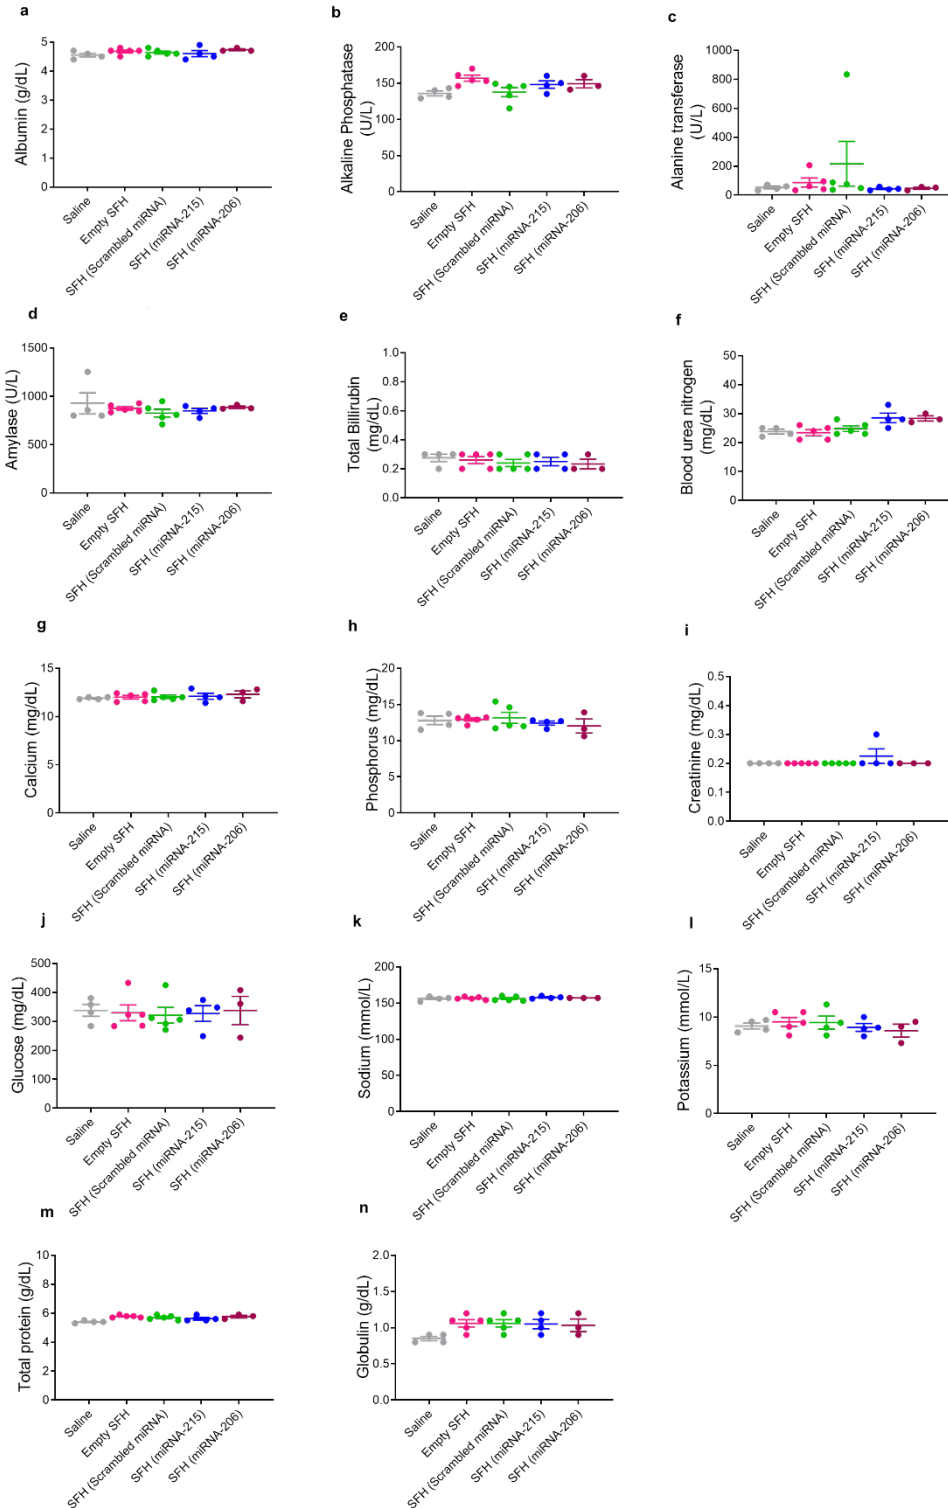 a
Albumin (g/dL)
5
4
3
2
1
0
Saline
Empty SFH
SFH (Scrambled miRNA)
SFH (miRNA-215)
SFH (miRNA-206)
b
Alkaline Phosphatase
(U/L)
200
150
100
50
0
Saline
Empty SFH
SFH (Scrambled miRNA)
SFH (miRNA-215)
SFH (miRNA-206)
c
Alanine transferase
(U/L)
1000
800
600
400
200
0
Saline
Empty SFH
SFH (Scrambled miRNA)
SFH (miRNA-215)
SFH (miRNA-206)
d
Amylase (U/L)
1500
1000
500
0
Saline
Empty SFH
SFH (Scrambled miRNA)
SFH (miRNA-215)
SFH (miRNA-206)
e
Total Bilirubin
(mg/dL)
1.0
0.8
0.6
0.4
0.2
0.0
Saline
Empty SFH
SFH (Scrambled miRNA)
SFH (miRNA-215)
SFH (miRNA-206)
f
Blood urea nitrogen
(mg/dL)
50
40
30
20
10
0
Saline
Empty SFH
SFH (Scrambled miRNA)
SFH (miRNA-215)
SFH (miRNA-206)
g
Calcium (mg/dL)
15
10
5
0
Saline
Empty SFH
SFH (Scrambled miRNA)
SFH (miRNA-215)
SFH (miRNA-206)
h
Phosphorus (mg/dL)
20
15
10
5
0
Saline
Empty SFH
SFH (Scrambled miRNA)
SFH (miRNA-215)
SFH (miRNA-206)
i
Creatinine (mg/dL)
0.5
0.4
0.3
0.2
0.1
0.0
Saline
Empty SFH
SFH (Scrambled miRNA)
SFH (miRNA-215)
SFH (miRNA-206)
j
Glucose (mg/dL)
500
400
300
200
100
0
Saline
Empty SFH
SFH (Scrambled miRNA)
SFH (miRNA-215)
SFH (miRNA-206)
k
Sodium (mmol/L)
200
150
100
50
0
Saline
Empty SFH
SFH (Scrambled miRNA)
SFH (miRNA-215)
SFH (miRNA-206)
l
Potassium (mmol/L)
15
10
5
0
Saline
Empty SFH
SFH (Scrambled miRNA)
SFH (miRNA-215)
SFH (miRNA-206)
m
Total protein (g/dL)
10
8
6
4
2
0
Saline
Empty SFH
SFH (Scrambled miRNA)
SFH (miRNA-215)
SFH (miRNA-206)
n
Globulin (g/dL)
2.0
1.5
1.0
0.5
0.0
Saline
Empty SFH
SFH (Scrambled miRNA)
SFH (miRNA-215)
SFH (miRNA-206)